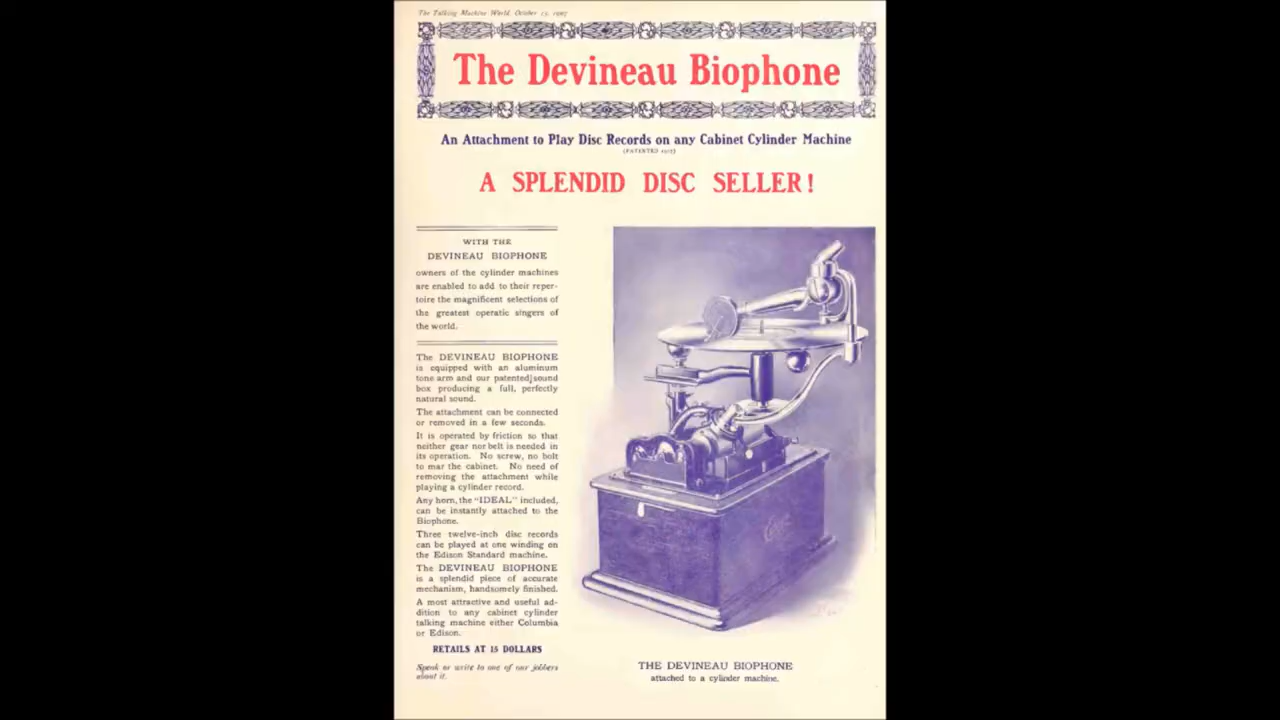 The Talking Machine World, October 15, 1907
The Devineau Biophone
An Attachment to Play Disc Records on any Cabinet Cylinder Machine
(PATENTED 1907)
A SPLENDID DISC SELLER!
WITH THE
DEVINEAU BIOPHONE
owners of the cylinder machines
are enabled to add to their reper-
toire the magnificent selections of
the greatest operatic singers of
the world.
The DEVINEAU BIOPHONE
is equipped with an aluminum
tone arm and our patented sound
box producing a full, perfectly
natural sound.
The attachment can be connected
or removed in a few seconds.
It is operated by friction so that
neither gear nor belt is needed in
its operation. No screw, no bolt
to mar the cabinet. No need of
removing the attachment while
playing a cylinder record.
Any horn, the "IDEAL" included,
can be instantly attached to the
Biophone.
Three twelve-inch disc records
can be played at one winding on
the Edison Standard machine.
The DEVINEAU BIOPHONE
is a splendid piece of accurate
mechanism, handsomely finished.
A most attractive and useful ad-
dition to any cabinet cylinder
talking machine either Columbia
or Edison.
RETAILS AT 15 DOLLARS
Speak or write to one of our jobbers
about it.
THE DEVINEAU BIOPHONE
attached to a cylinder machine.